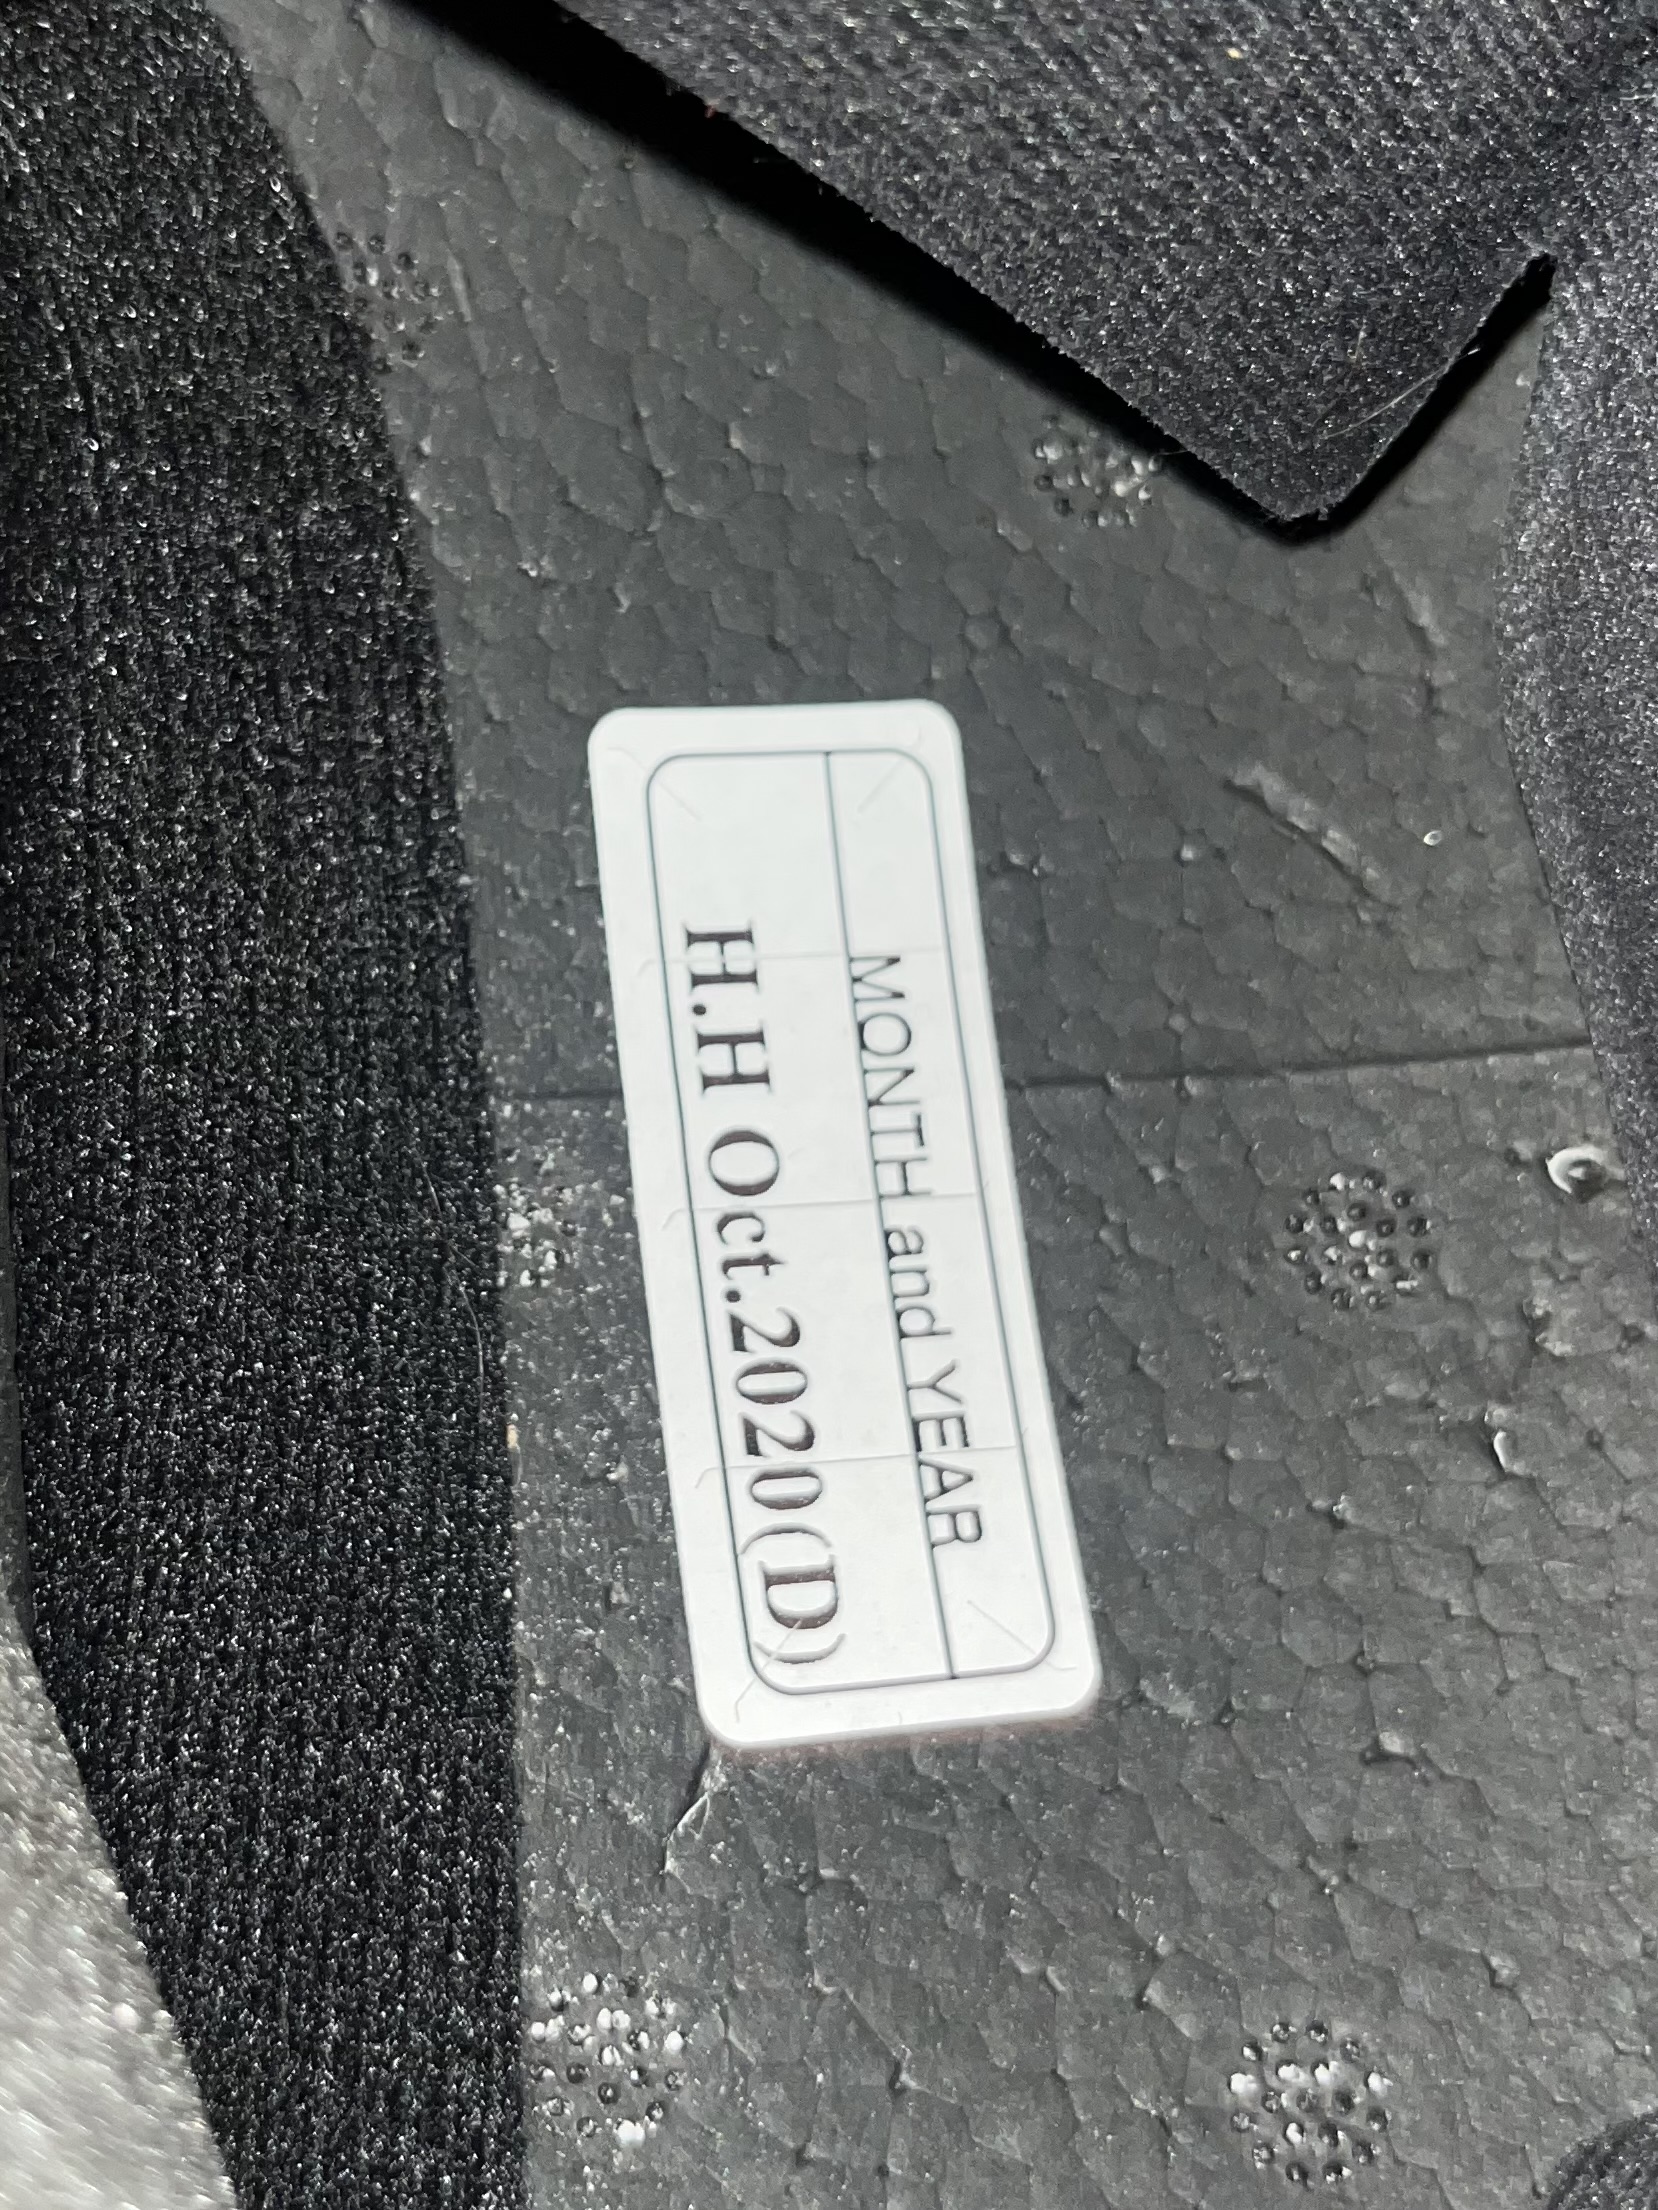 MONTH and YEAR
H.H Oct.2020(D)